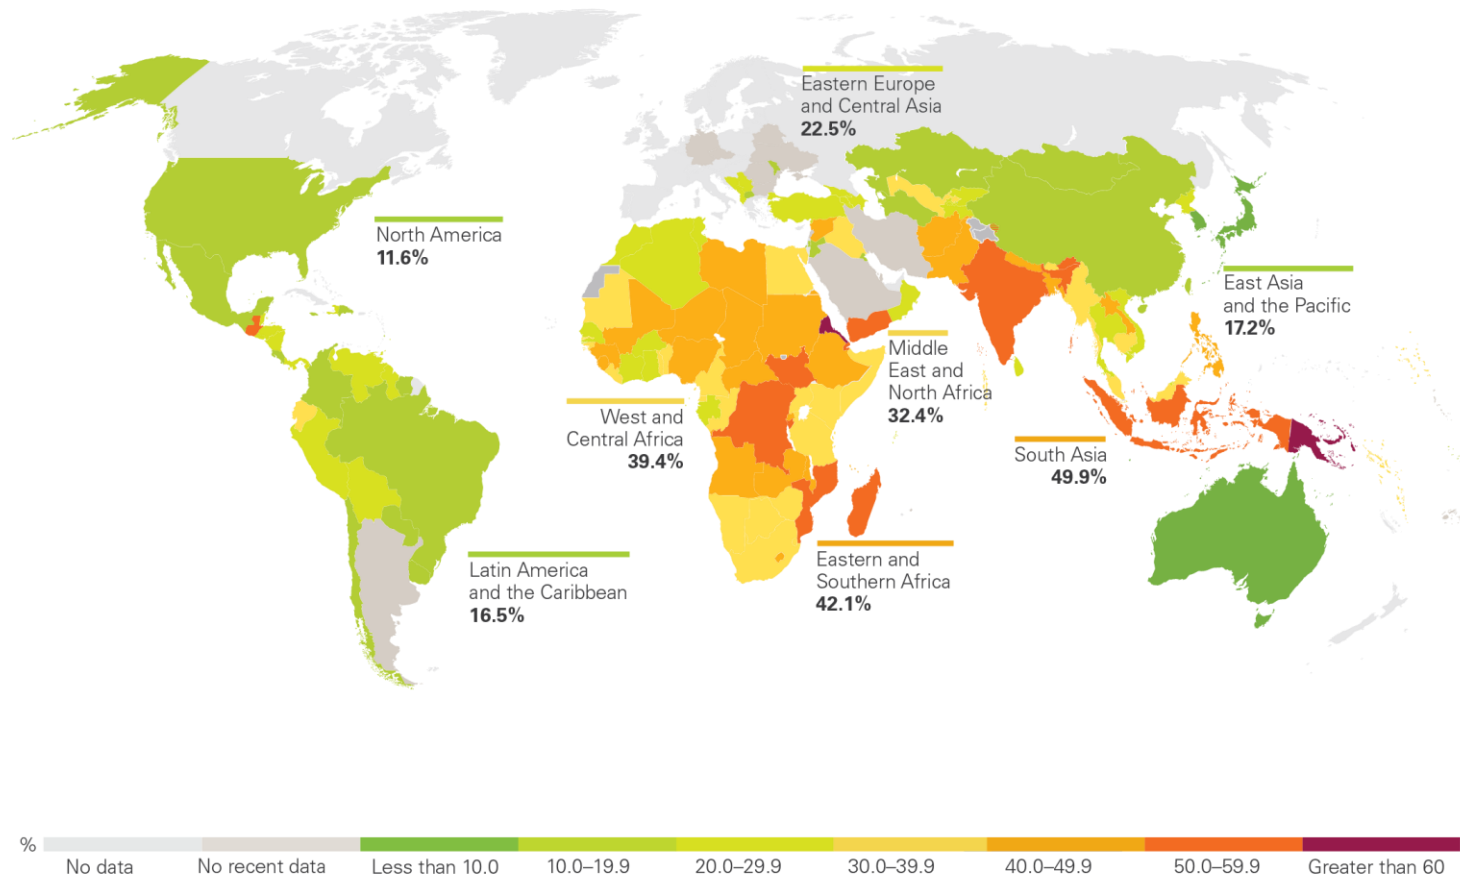 Eastern Europe
and Central Asia
22.5%
North America
11.6%
East Asia
and the Pacific
17.2%
Middle
East and
North Africa
32.4%
West and
Central Africa
39.4%
South Asia
49.9%
Eastern and
Southern Africa
42.1%
Latin America
and the Caribbean
16.5%
%
No data
No recent data
Less than 10.0
10.0–19.9
20.0–29.9
30.0–39.9
40.0–49.9
50.0–59.9
Greater than 60